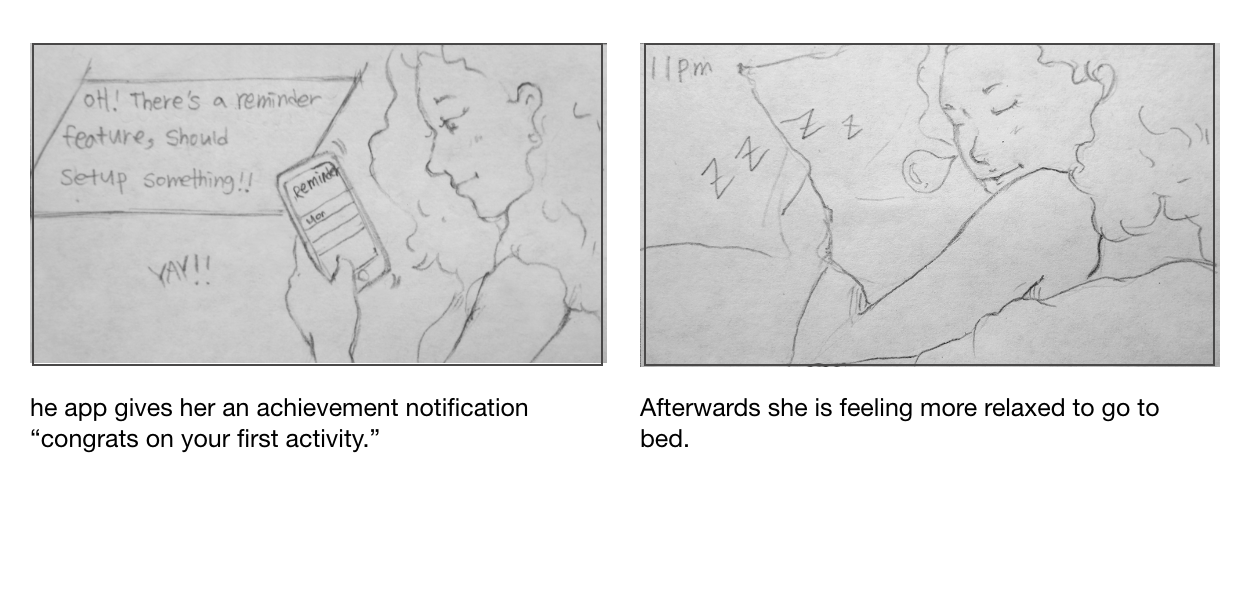 OH! There's a reminder
feature, Should
Setup Something!!
Reminder
Mon
YAY!!
he app gives her an achievement notification
“congrats on your first activity.”
11pm
Z Z Z Z
Afterwards she is feeling more relaxed to go to
bed.